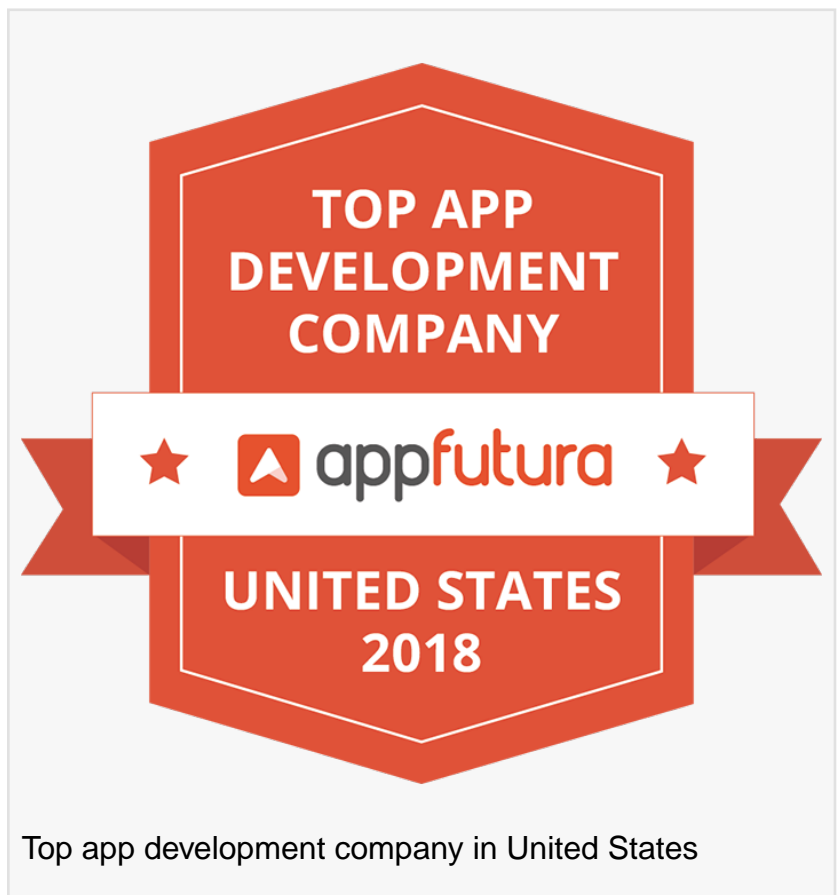 TOP APP
DEVELOPMENT
COMPANY
appfutura
UNITED STATES
2018
Top app development company in United States